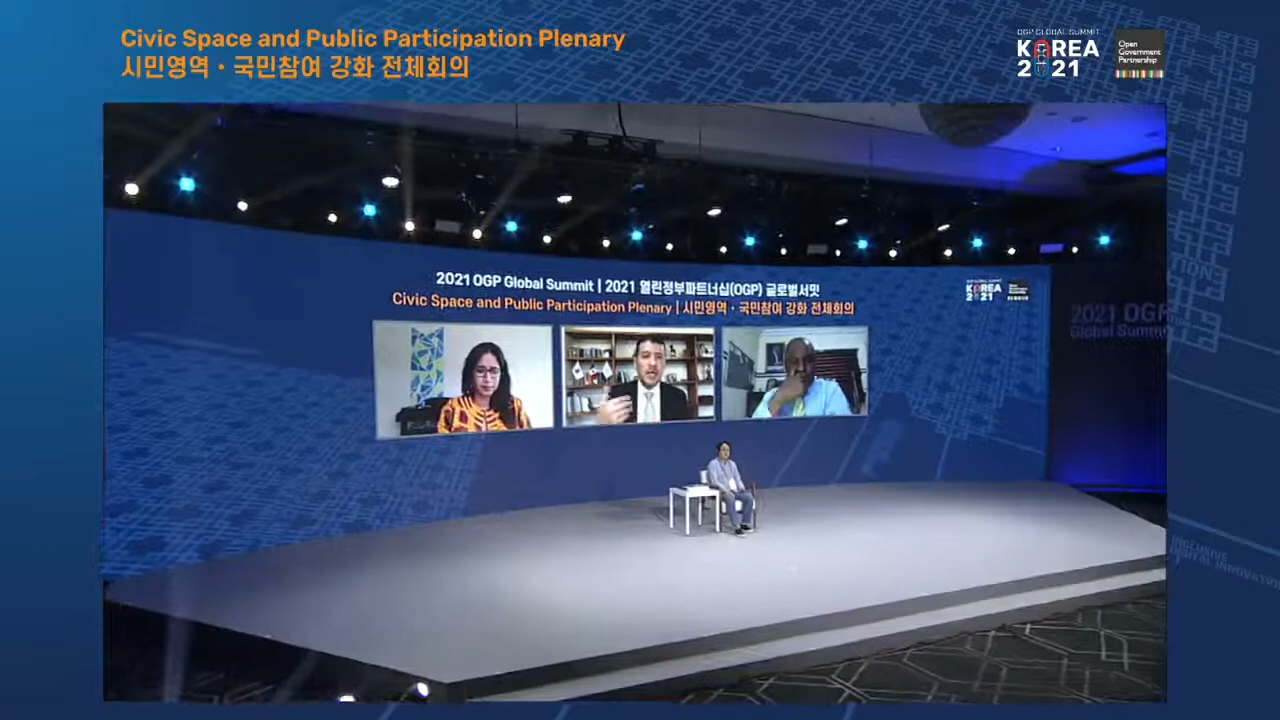 Civic Space and Public Participation Plenary
시민영역 · 국민참여 강화 전체회의
OGP GLOBAL SUMMIT
KOREA
2021
Open
Government
Partnership
2021 OGP Global Summit | 2021 열린정부파트너십(OGP) 글로벌서밋
Civic Space and Public Participation Plenary | 시민영역 · 국민참여 강화 전체회의
KOREA
2021
2021 OGP
Global Summit